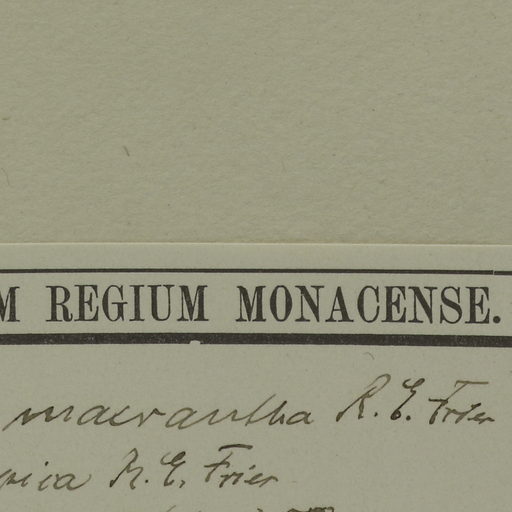 M REGIUM MONACENSE.
macrantha R. E. Fries
pica R. E. Fries